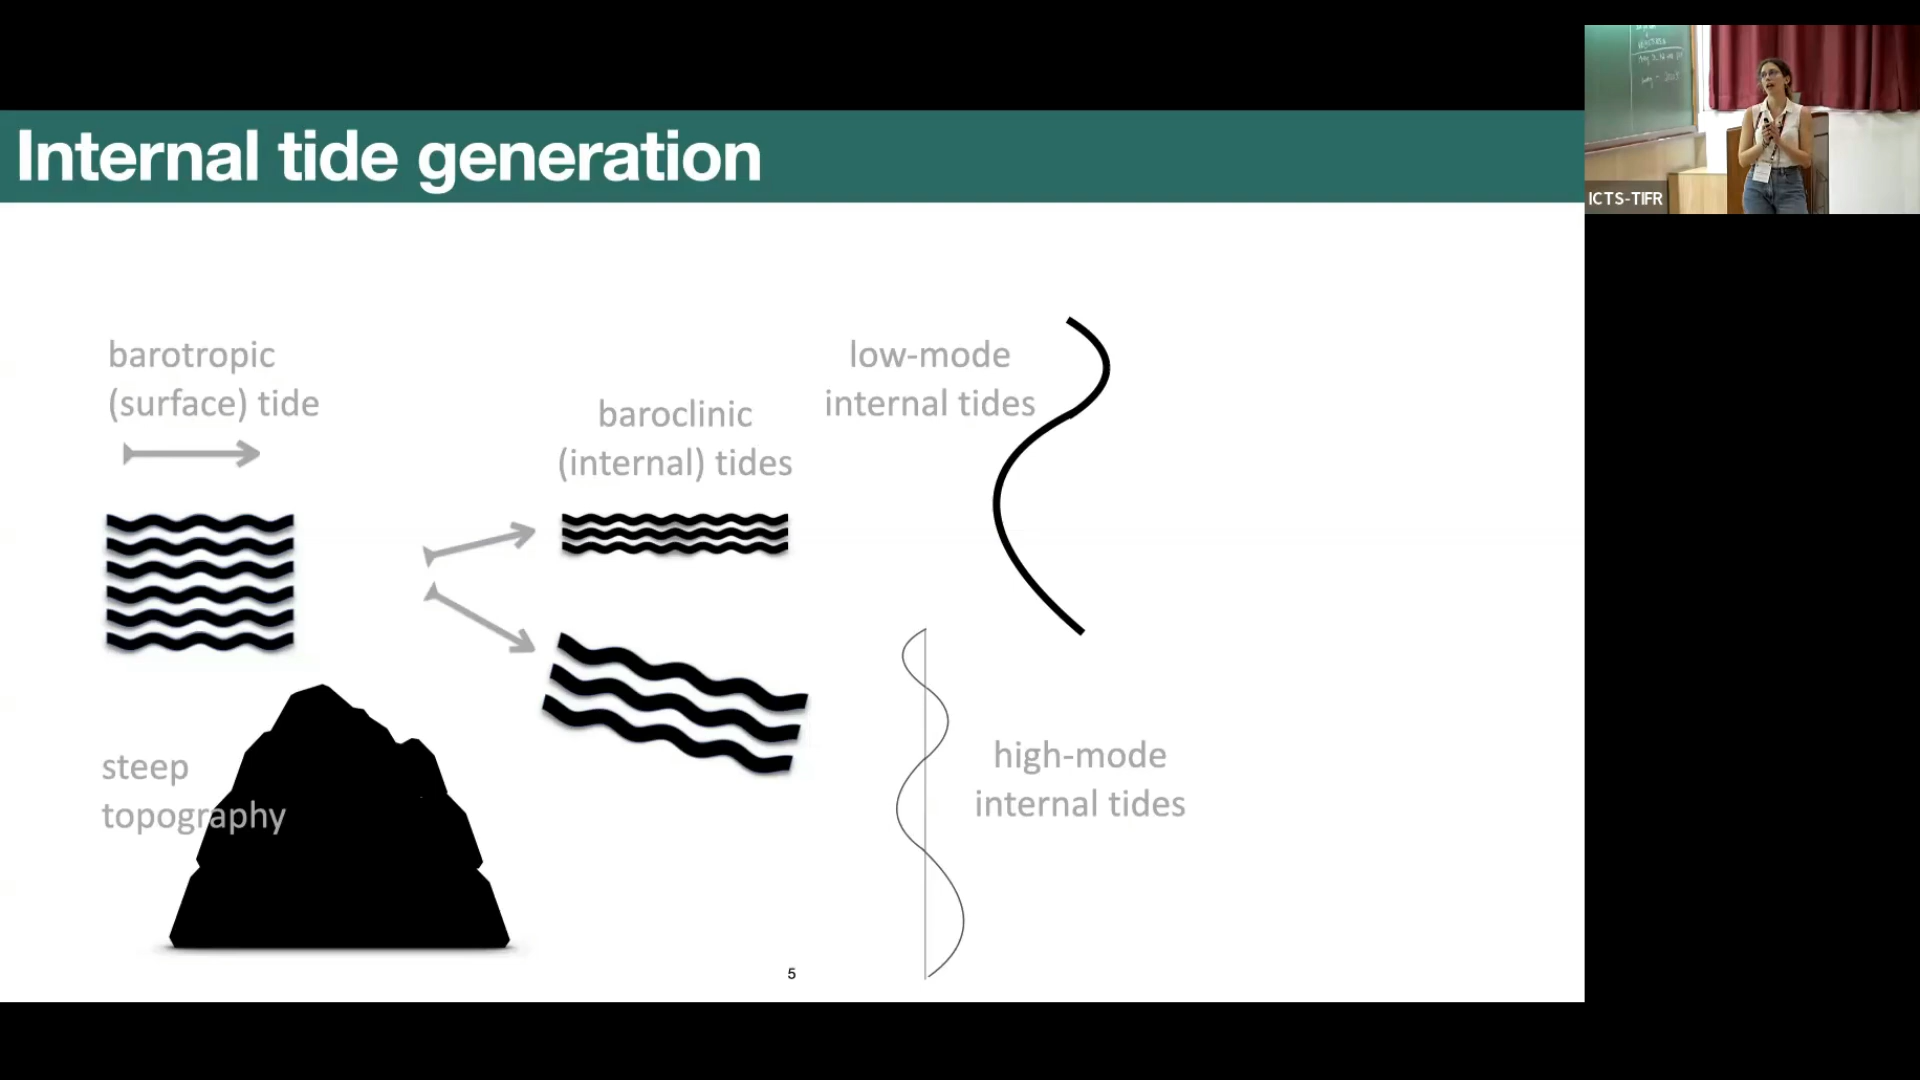 Internal tide generation
barotropic
(surface) tide
baroclinic
(internal) tides
low-mode
internal tides
steep
topography
high-mode
internal tides
5
ICTS-TIFR